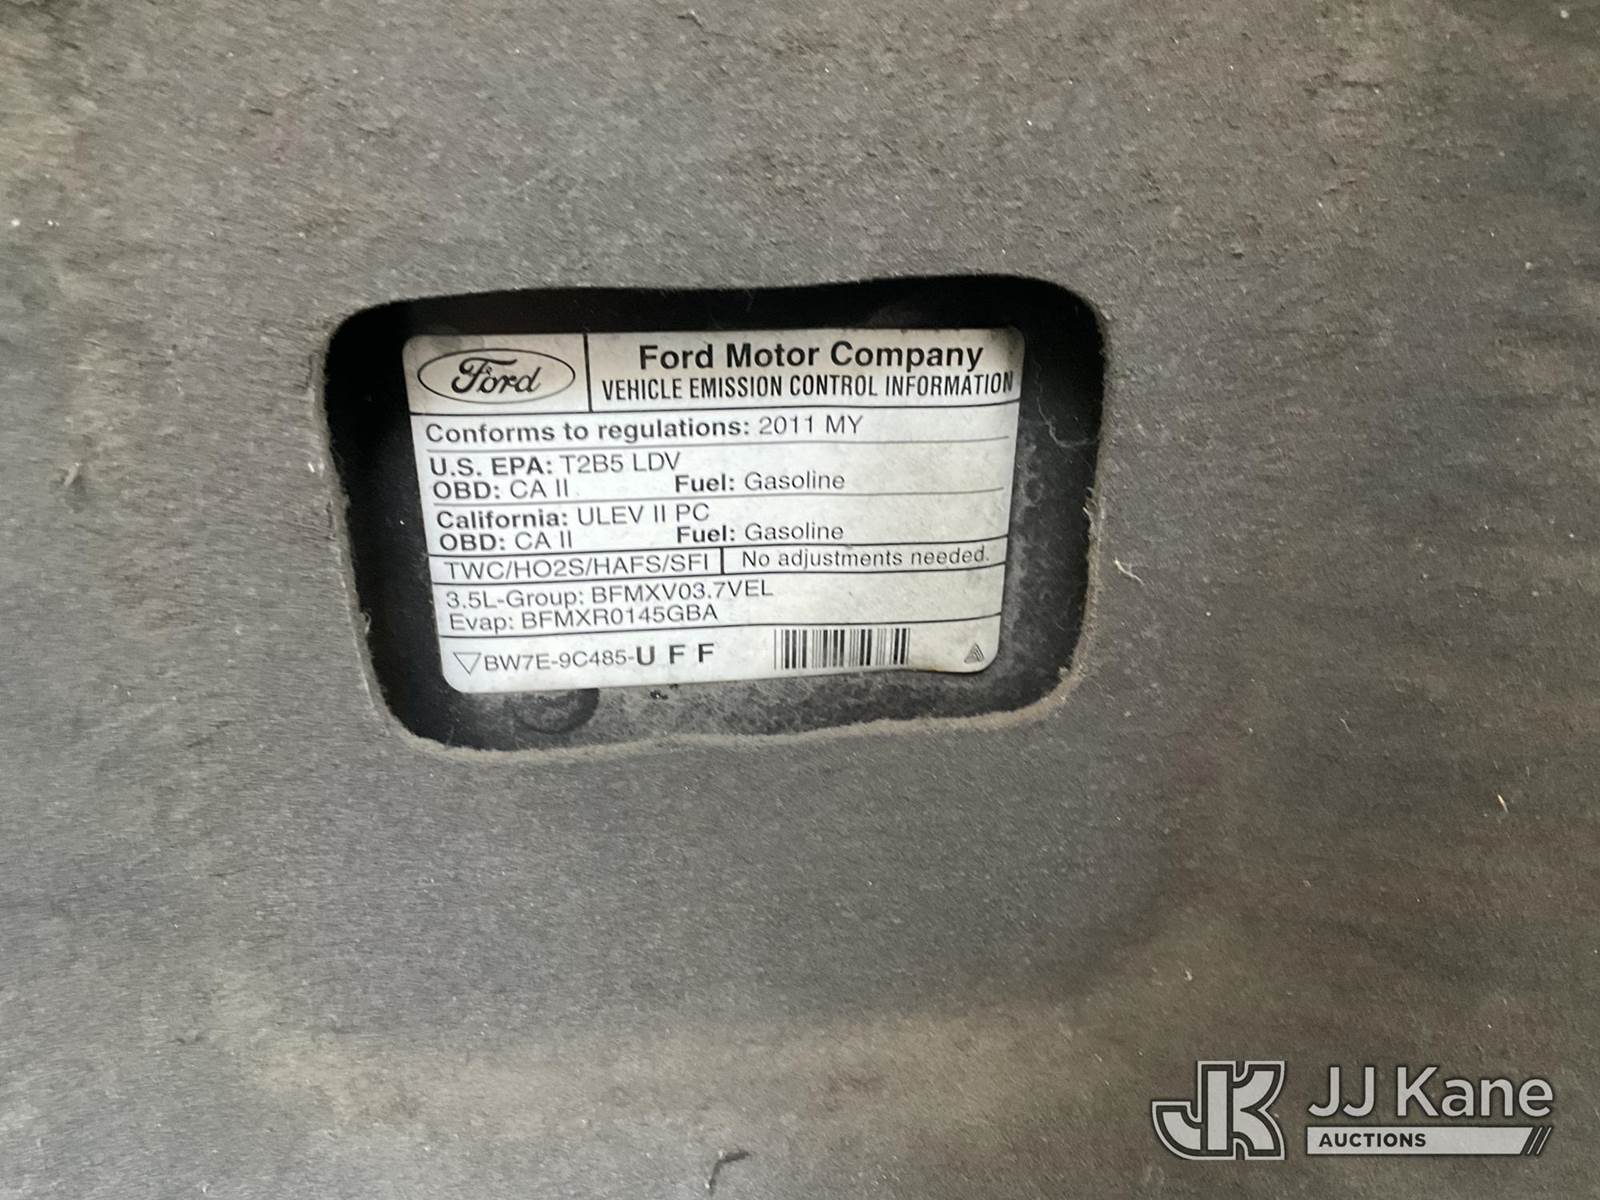 Ford
Ford Motor Company
VEHICLE EMISSION CONTROL INFORMATION
Conforms to regulations: 2011 MY
U.S. EPA: T2B5 LDV
OBD: CA II Fuel: Gasoline
California: ULEV II PC
OBD: CA II Fuel: Gasoline
TWC/HO2S/HAFS/SFI No adjustments needed.
3.5L-Group: BFMXV03.7VEL
Evap: BFMXR0145GBA
BW7E-9C485-U F F
JK JJ Kane
AUCTIONS